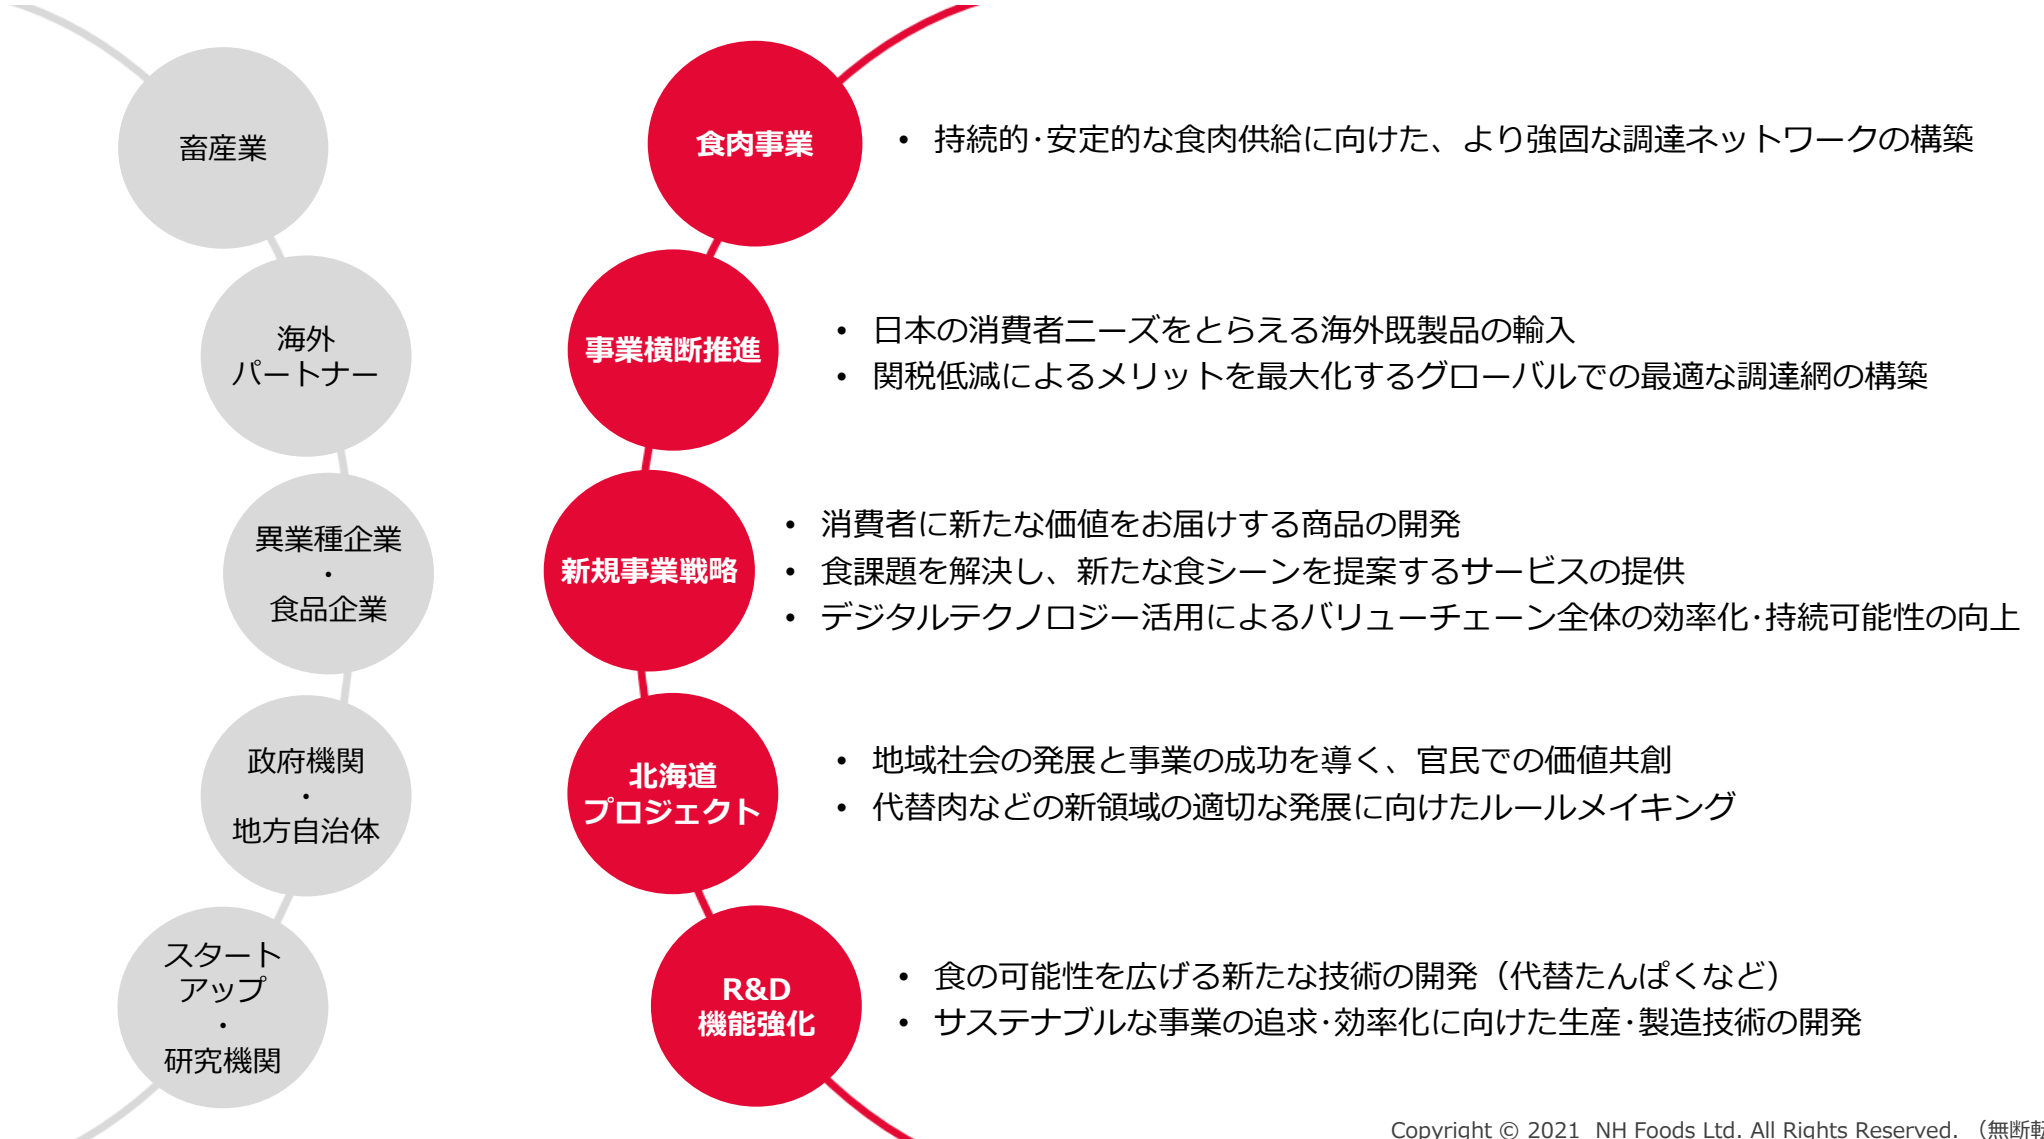 畜産業
食肉事業
• 持続的･安定的な食肉供給に向けた、より強固な調達ネットワークの構築
海外
パートナー
事業横断推進
• 日本の消費者ニーズをとらえる海外既製品の輸入
• 関税低減によるメリットを最大化するグローバルでの最適な調達網の構築
異業種企業
・
食品企業
新規事業戦略
• 消費者に新たな価値をお届けする商品の開発
• 食課題を解決し、新たな食シーンを提案するサービスの提供
• デジタルテクノロジー活用によるバリューチェーン全体の効率化･持続可能性の向上
政府機関
・
地方自治体
北海道
プロジェクト
• 地域社会の発展と事業の成功を導く、官民での価値共創
• 代替肉などの新領域の適切な発展に向けたルールメイキング
スタート
アップ
・
研究機関
R&D
機能強化
• 食の可能性を広げる新たな技術の開発（代替たんぱくなど）
• サステナブルな事業の追求･効率化に向けた生産･製造技術の開発
Copyright © 2021 NH Foods Ltd. All Rights Reserved. （無断